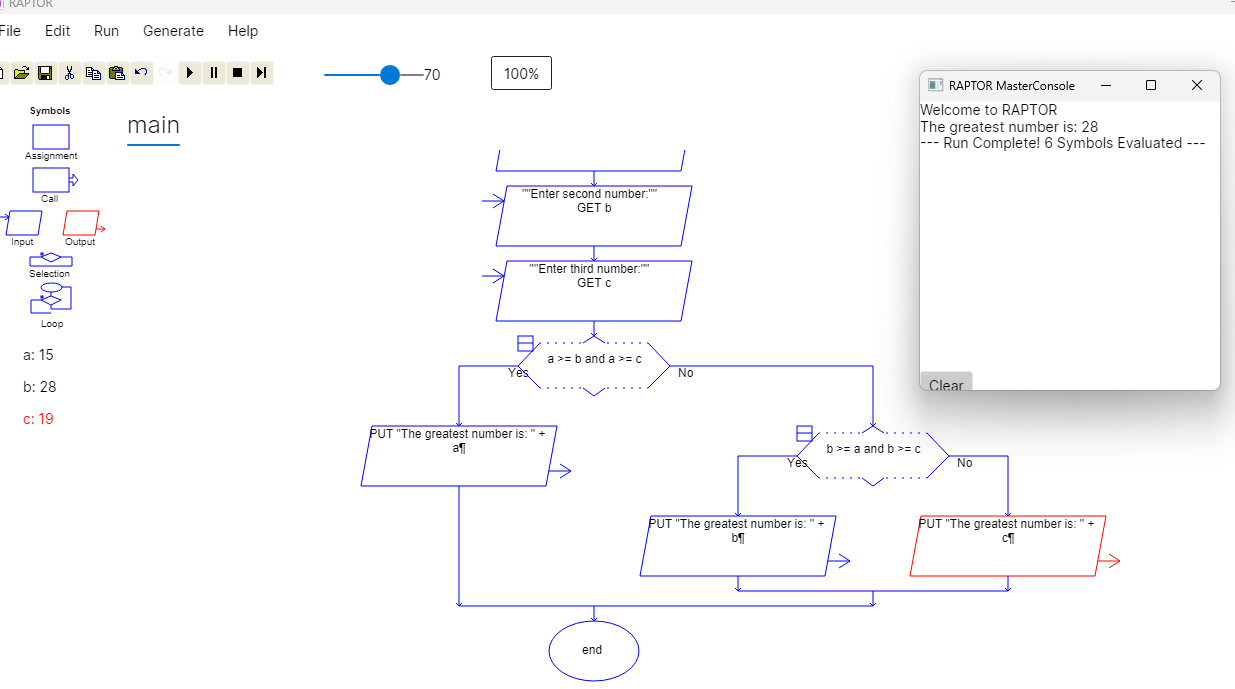 RAPTOR
File Edit Run Generate Help
70
100%
Symbols
Assignment
Call
Input Output
Selection
Loop
a: 15
b: 28
c: 19
main
""Enter second number:""
GET b
""Enter third number:""
GET c
a >= b and a >= c
Yes
No
PUT "The greatest number is: " +
a¶
b >= a and b >= c
Yes
No
PUT "The greatest number is: " +
b¶
PUT "The greatest number is: " +
c¶
end
RAPTOR MasterConsole
Welcome to RAPTOR
The greatest number is: 28
--- Run Complete! 6 Symbols Evaluated ---
Clear